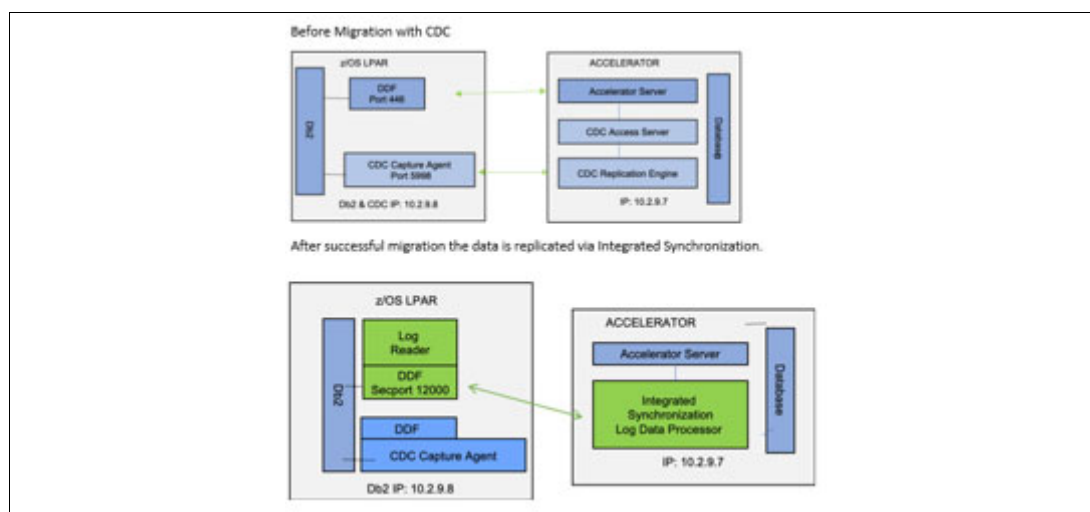 Before Migration with CDC
z/OS LPAR
DDF
Port 446
Db2
CDC Capture Agent
Port 5998
Db2 & CDC IP: 10.2.9.8
ACCELERATOR
Accelerator Server
CDC Access Server
CDC Replication Engine
Database
IP: 10.2.9.7
After successful migration the data is replicated via Integrated Synchronization.
z/OS LPAR
Log
Reader
DDF
Secport 12000
Db2
DDF
CDC Capture Agent
Db2 IP: 10.2.9.8
ACCELERATOR
Accelerator Server
Integrated
Synchronization
Log Data Processor
Database
IP: 10.2.9.7